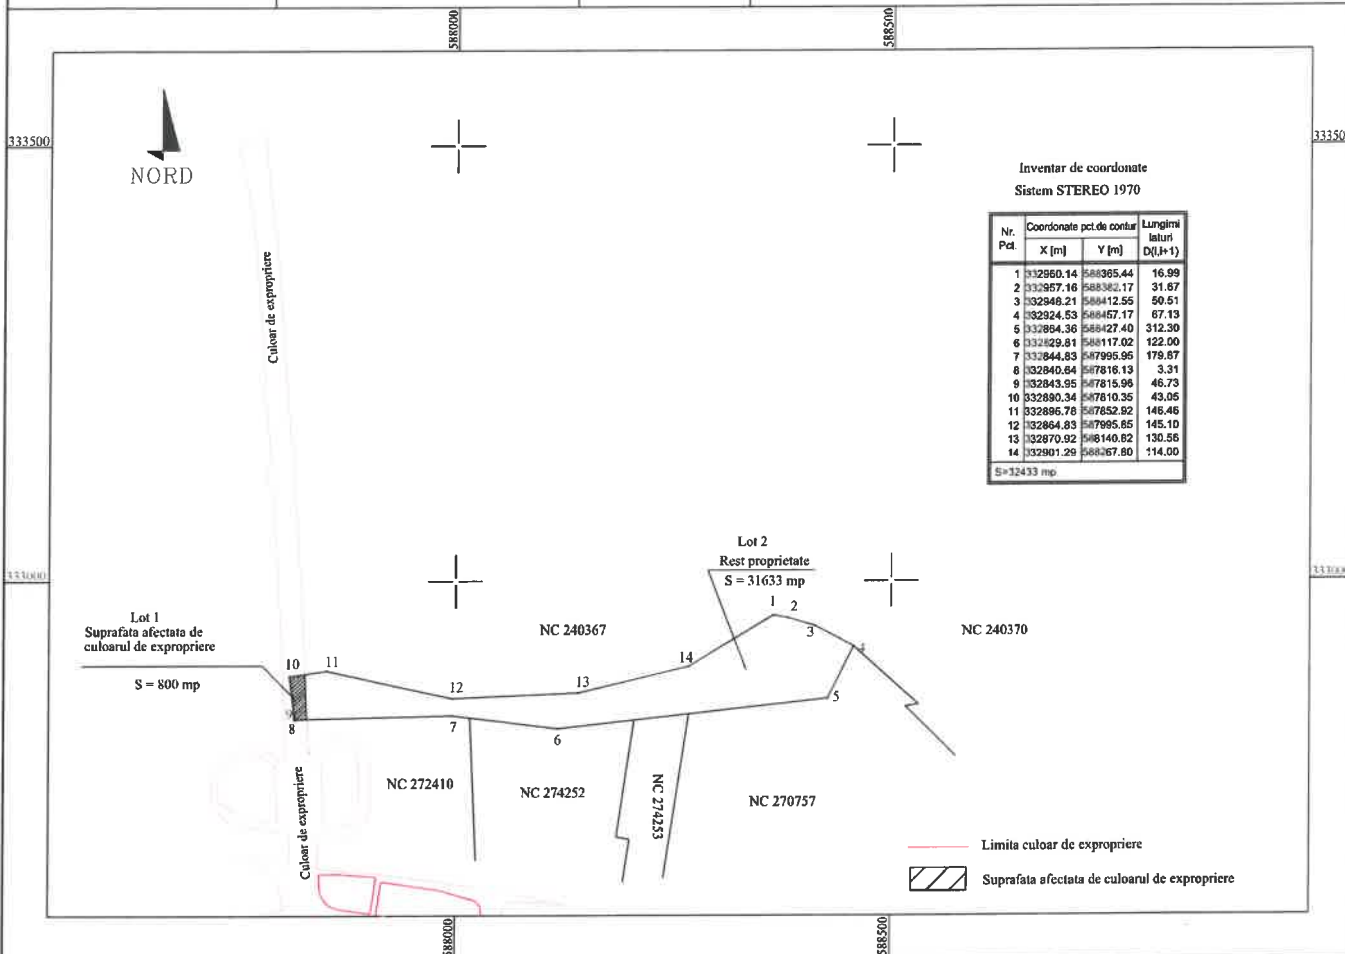 588000
588500
333500
33350
NORD
Inventar de coordonate
Sistem STEREO 1970
Nr. Pct. Coordonate pct.de contur Lungimi laturi D(i,i+1)
X [m] Y [m]
1 332960.14 588365.44 16.99
2 332957.16 588382.17 31.67
3 332948.21 588412.55 50.51
4 332924.53 588457.17 67.13
5 332864.36 588427.40 312.30
6 332829.81 588117.02 122.00
7 332844.83 587995.95 179.87
8 332840.64 587816.13 3.31
9 332843.95 587815.96 46.73
10 332890.34 587810.35 43.05
11 332896.78 587852.92 146.46
12 332864.83 587995.85 145.10
13 332870.92 588140.82 130.56
14 332901.29 588267.80 114.00
S=32433 mp
Culoar de expropriere
333000
33300
Lot 2
Rest proprietate
S = 31633 mp
Lot 1
Suprafata afectata de
culoarul de expropriere
S = 800 mp
NC 240367
NC 240370
1
2
3
4
5
6
7
8
9
10
11
12
13
14
NC 272410
NC 274252
NC 274253
NC 270757
Culoar de expropriere
Limita culoar de expropriere
Suprafata afectata de culoarul de expropriere
588000
588500